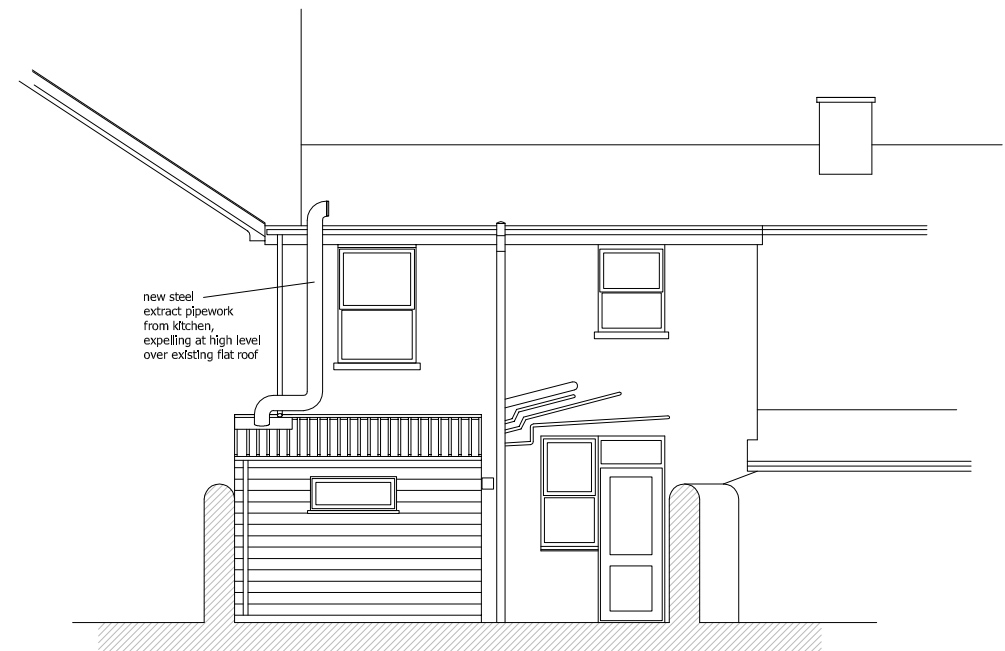 new steel
extract pipework
from kitchen,
expelling at high level
over existing flat roof